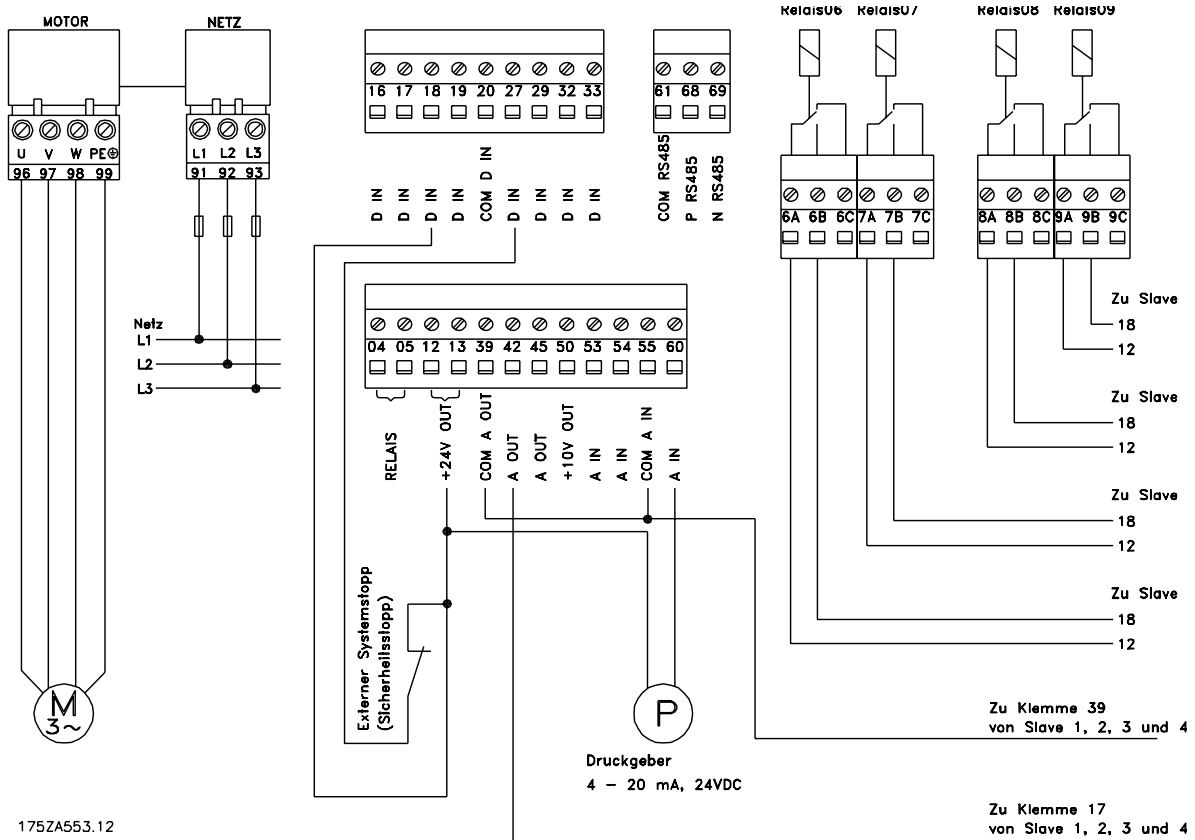 MOTOR
NETZ
Relais06 Relais07
Relais08 Relais09
U V W PE
96 97 98 99
L1 L2 L3
91 92 93
16 17 18 19 20 27 29 32 33
D IN
D IN
D IN
D IN
COM D IN
D IN
D IN
D IN
D IN
61 68 69
COM RS485
P RS485
N RS485
6A 6B 6C 7A 7B 7C
8A 8B 8C 9A 9B 9C
Netz
L1
L2
L3
04 05 12 13 39 42 45 50 53 54 55 60
RELAIS
+24V OUT
COM A OUT
A OUT
A OUT
+10V OUT
A IN
A IN
COM A IN
A IN
Zu Slave
18
12
Zu Slave
18
12
Zu Slave
18
12
Zu Slave
18
12
Externer Systemstopp
(Sicherheitsstopp)
M
3~
P
Druckgeber
4 – 20 mA, 24VDC
Zu Klemme 39
von Slave 1, 2, 3 und 4
Zu Klemme 17
von Slave 1, 2, 3 und 4
175ZA553.12